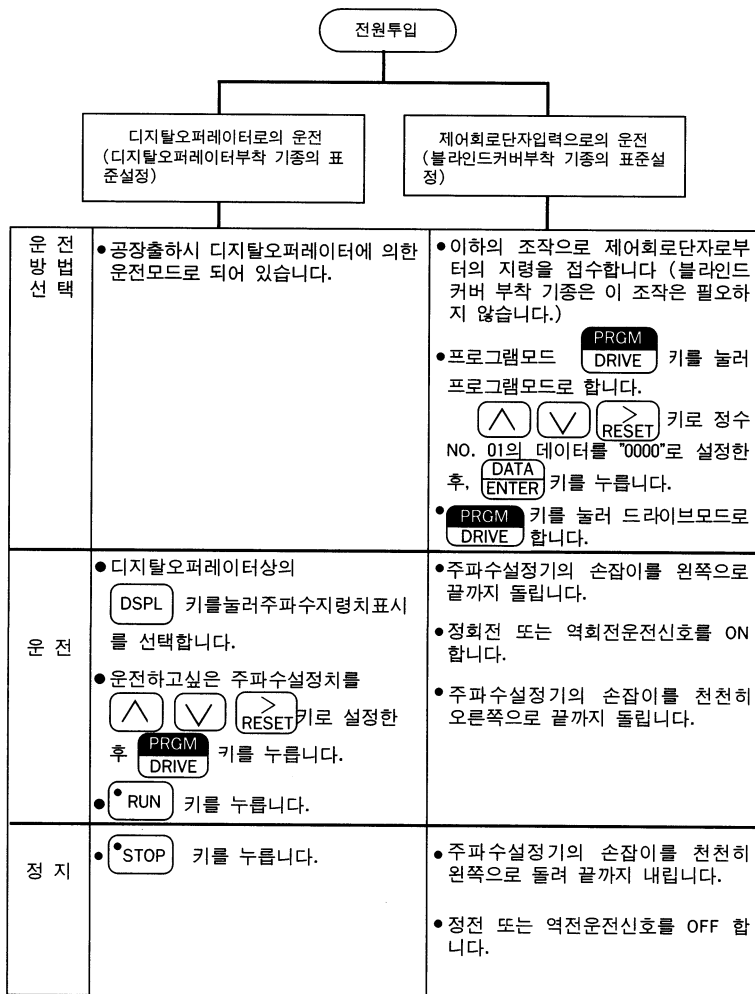 전원투입
디지탈오퍼레이터로의 운전
(디지탈오퍼레이터부착 기종의 표
준설정)
제어회로단자입력으로의 운전
(블라인드커버부착 기종의 표준설
정)
운 전
방 법
선 택
●공장출하시 디지탈오퍼레이터에 의한
운전모드로 되어 있습니다.
●이하의 조작으로 제어회로단자로부
터의 지령을 접수합니다 (블라인드
커버 부착 기종은 이 조작은 필요하
지 않습니다.)
●프로그램모드 PRGM DRIVE 키를 눌러
프로그램모드로 합니다.
∧ ∨ > RESET 키로 정수
NO. 01의 데이터를 "0000"로 설정한
후, DATA ENTER 키를 누릅니다.
● PRGM DRIVE 키를 눌러 드라이브모드로
합니다.
운 전
●디지탈오퍼레이터상의
DSPL 키를눌러주파수지령치표시
를 선택합니다.
●운전하고싶은 주파수설정치를
∧ ∨ > RESET 키로 설정한
후 PRGM DRIVE 키를 누릅니다.
● RUN 키를 누릅니다.
●주파수설정기의 손잡이를 왼쪽으로
끝까지 돌립니다.
●정회전 또는 역회전운전신호를 ON
합니다.
●주파수설정기의 손잡이를 천천히
오른쪽으로 끝까지 돌립니다.
정 지
● STOP 키를 누릅니다.
●주파수설정기의 손잡이를 천천히
왼쪽으로 돌려 끝까지 내립니다.
●정전 또는 역전운전신호를 OFF 합
니다.